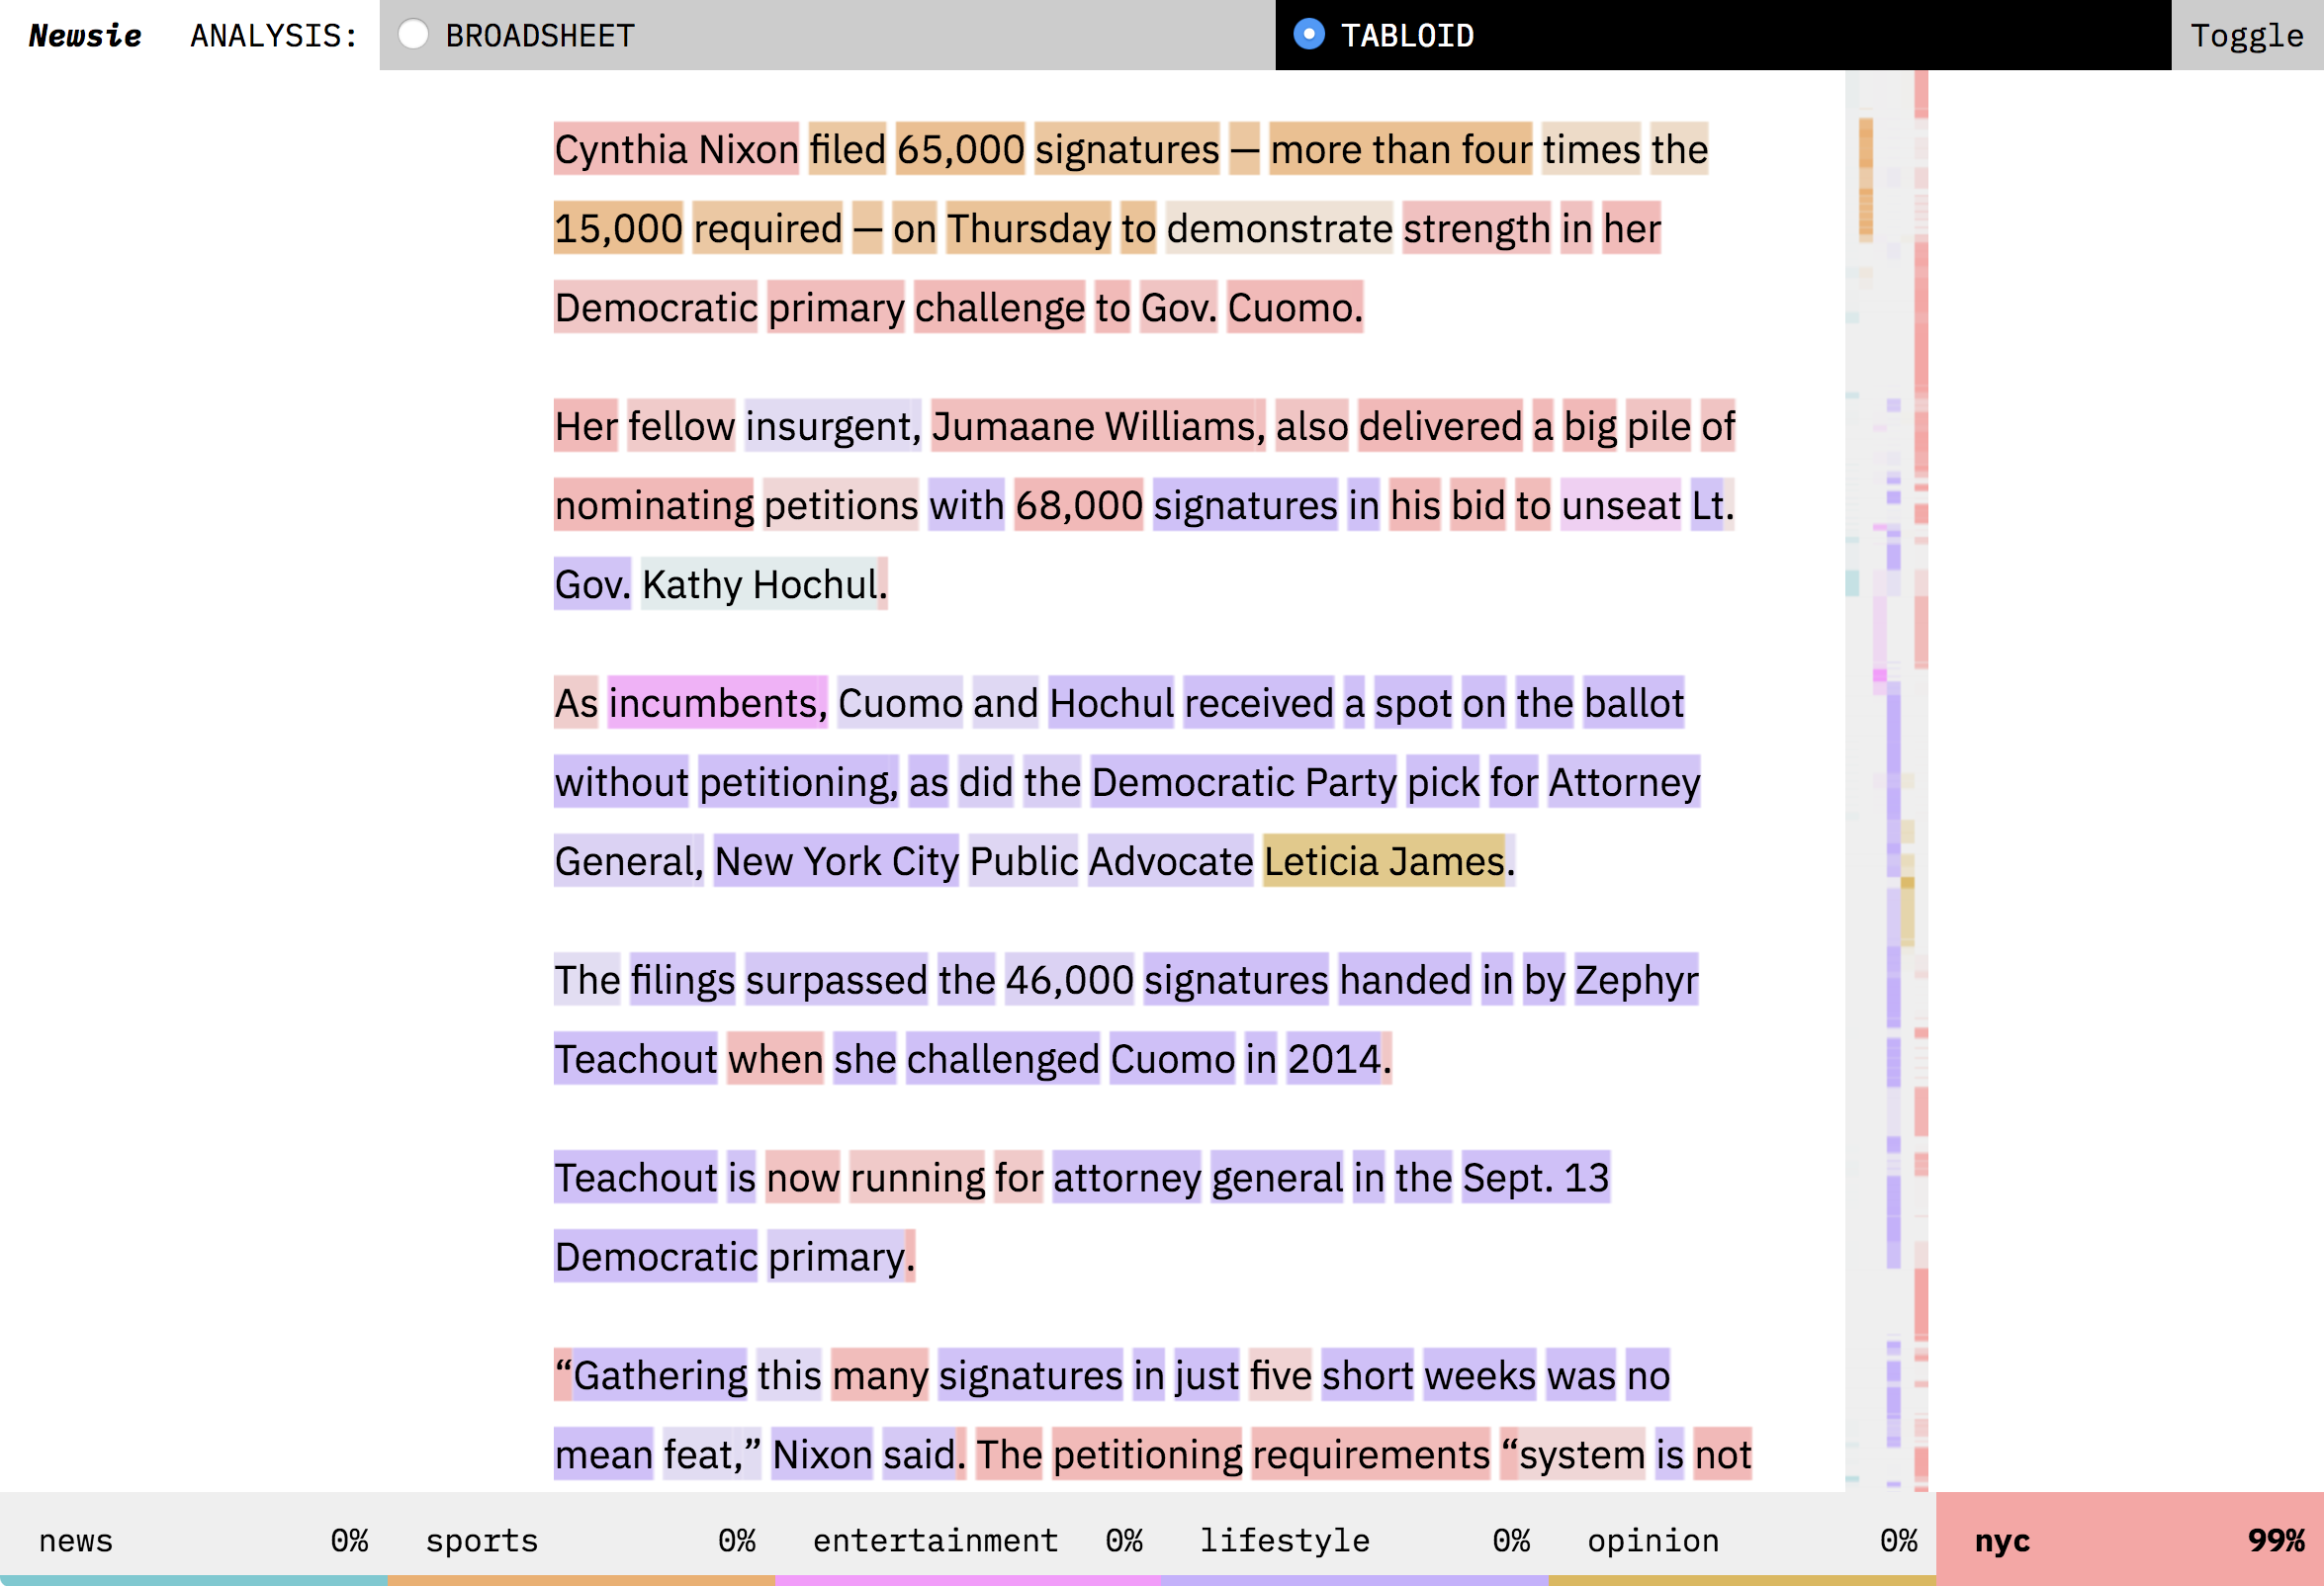 Newsie ANALYSIS: BROADSHEET TABLOID Toggle
Cynthia Nixon filed 65,000 signatures — more than four times the
15,000 required — on Thursday to demonstrate strength in her
Democratic primary challenge to Gov. Cuomo.
Her fellow insurgent, Jumaane Williams, also delivered a big pile of
nominating petitions with 68,000 signatures in his bid to unseat Lt.
Gov. Kathy Hochul.
As incumbents, Cuomo and Hochul received a spot on the ballot
without petitioning, as did the Democratic Party pick for Attorney
General, New York City Public Advocate Leticia James.
The filings surpassed the 46,000 signatures handed in by Zephyr
Teachout when she challenged Cuomo in 2014.
Teachout is now running for attorney general in the Sept. 13
Democratic primary.
“Gathering this many signatures in just five short weeks was no
mean feat,” Nixon said. The petitioning requirements “system is not
news 0% sports 0% entertainment 0% lifestyle 0% opinion 0% nyc 99%